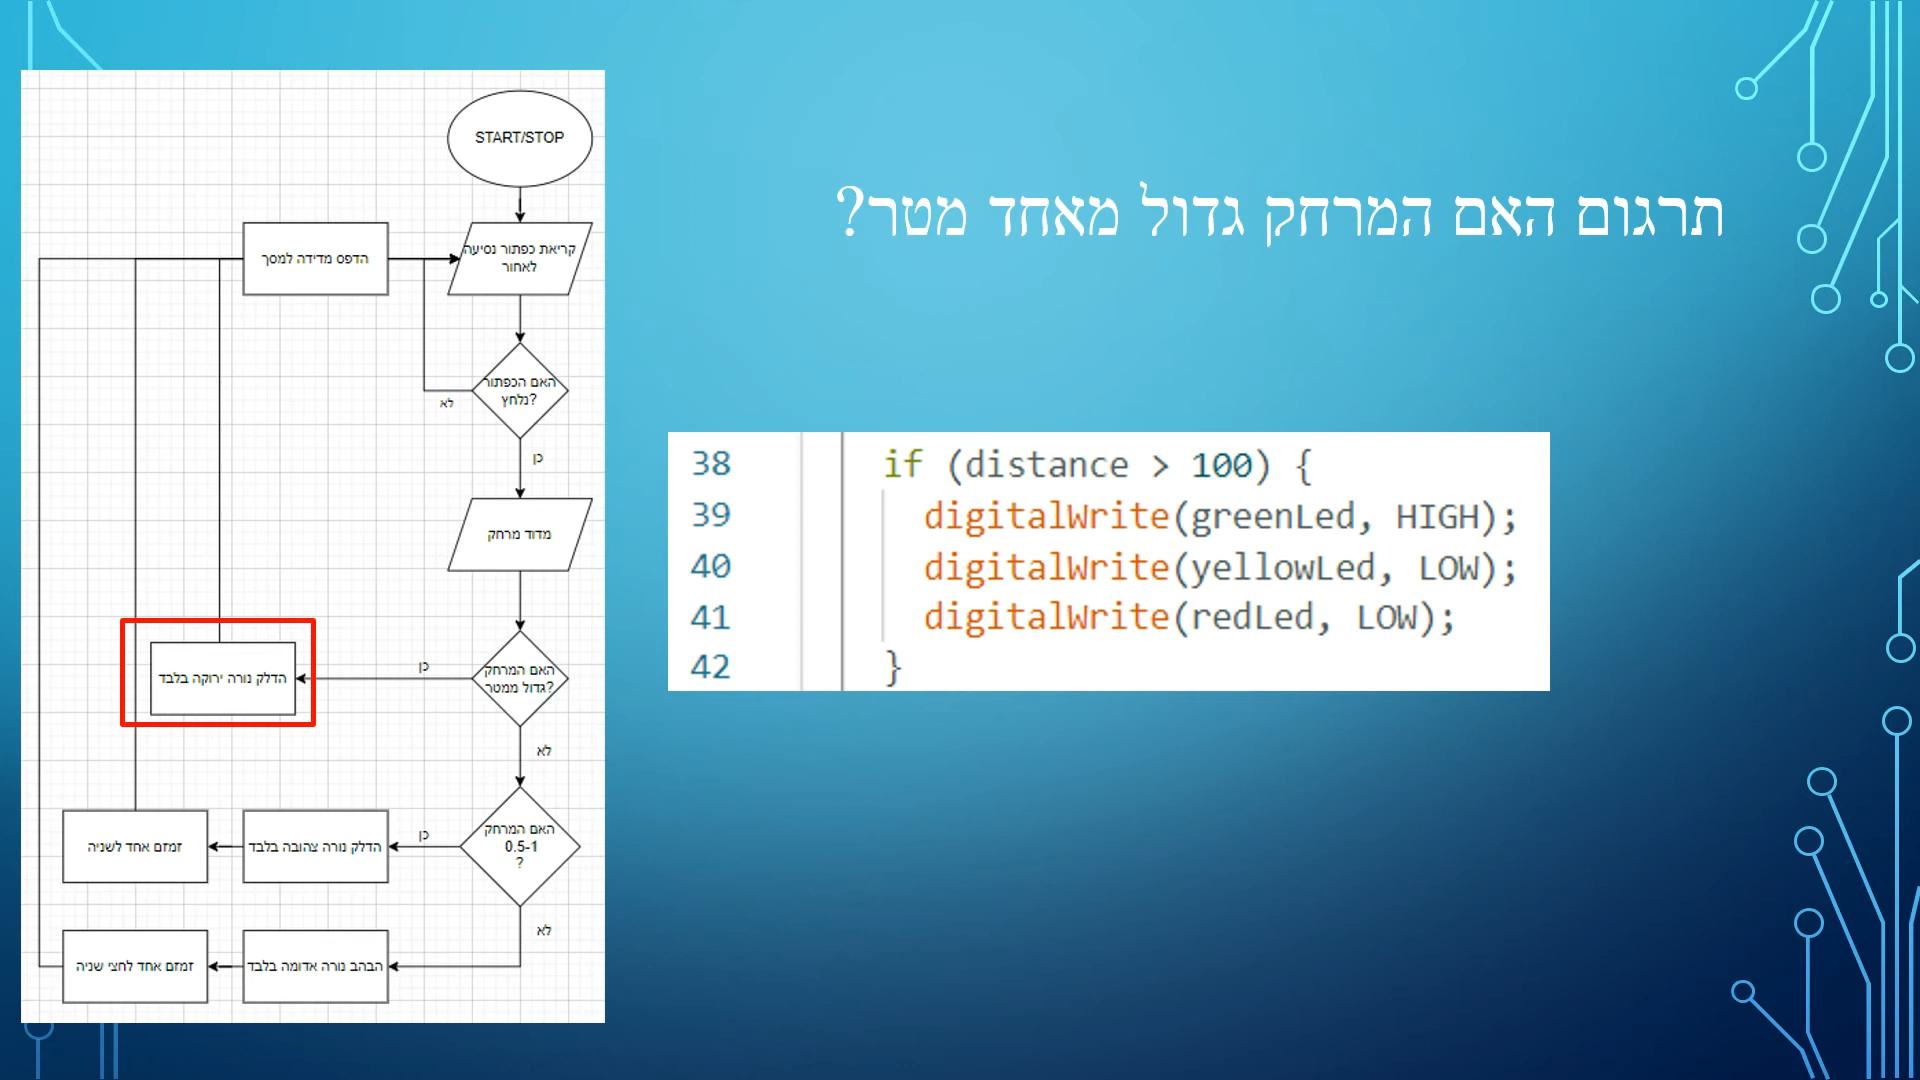 תרגום האם המרחק גדול מאחד מטר?
START/STOP
קריאת כפתור נסיעה
לאחור
הדפס מדידה למסך
האם הכפתור
נלחץ?
לא
כן
מדוד מרחק
האם המרחק
גדול ממטר?
כן
הדלק נורה ירוקה בלבד
לא
האם המרחק
0.5-1
?
כן
הדלק נורה צהובה בלבד
זמזם אחד לשניה
לא
הבהב נורה אדומה בלבד
זמזם אחד לחצי שניה
38 if (distance > 100) {
39 digitalWrite(greenLed, HIGH);
40 digitalWrite(yellowLed, LOW);
41 digitalWrite(redLed, LOW);
42 }